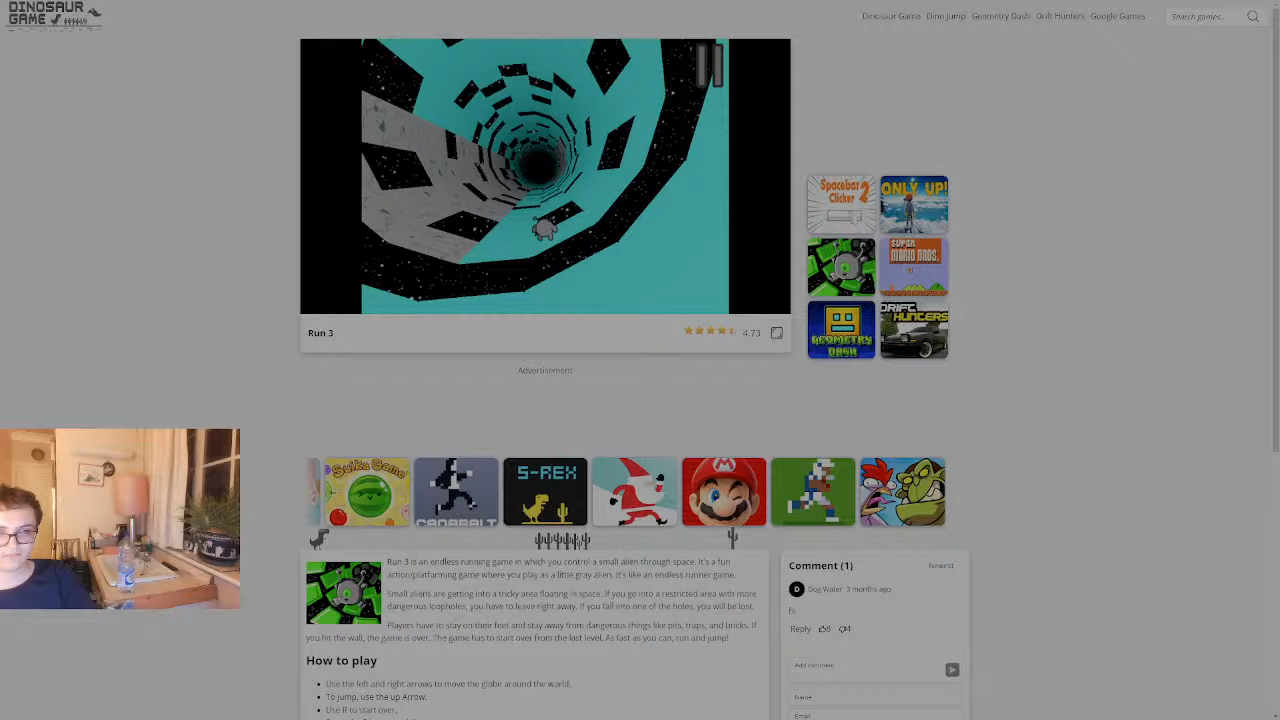 DINOSAUR
GAME
Dinosaur Game Dino Jump Geometry Dash Drift Hunters Google Games
Search games..
Spacebar
Clicker 2
ONLY UP!
SUPER
MARIO BROS.
GEOMETRY
DASH
DRIFT
HUNTERS
Run 3
4.73
Advertisement
Suika Game
CANABALT
S-REX
Run 3 is an endless running game in which you control a small alien through space. It's a fun
action/platforming game where you play as a little gray alien. It's like an endless runner game.
Small aliens are getting into a tricky area floating in space. If you go into a restricted area with more
dangerous loopholes, you have to leave right away. If you fall into one of the holes, you will be lost.
Players have to stay on their feet and stay away from dangerous things like pits, traps, and bricks. If
you hit the wall, the game is over. The game has to start over from the last level. As fast as you can, run and jump!
How to play
Use the left and right arrows to move the globe around the world.
To jump, use the up Arrow.
Use R to start over.
Comment (1)
Newest
D
Dog Water 3 months ago
hi
Reply 8 4
Add comment
Name
Email